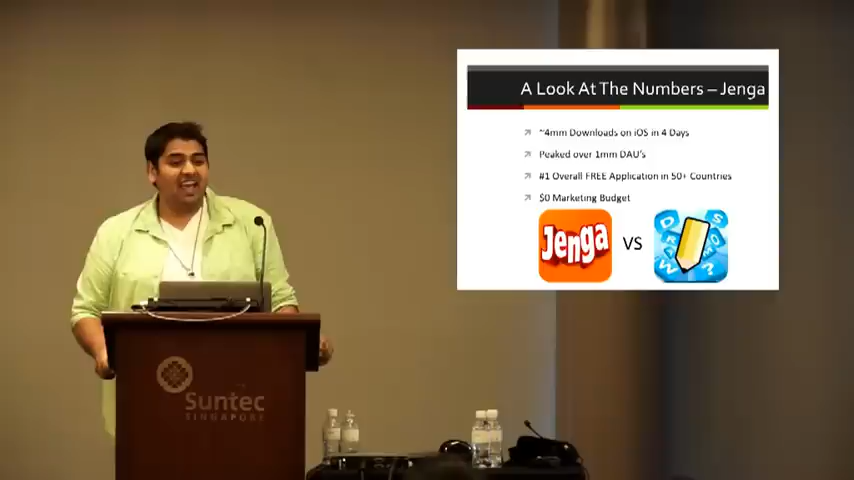 A Look At The Numbers – Jenga
~4mm Downloads on iOS in 4 Days
Peaked over 1mm DAU's
#1 Overall FREE Application in 50+ Countries
$0 Marketing Budget
Jenga
VS
D
S
R
O
A
M
W
?
Suntec
SINGAPORE